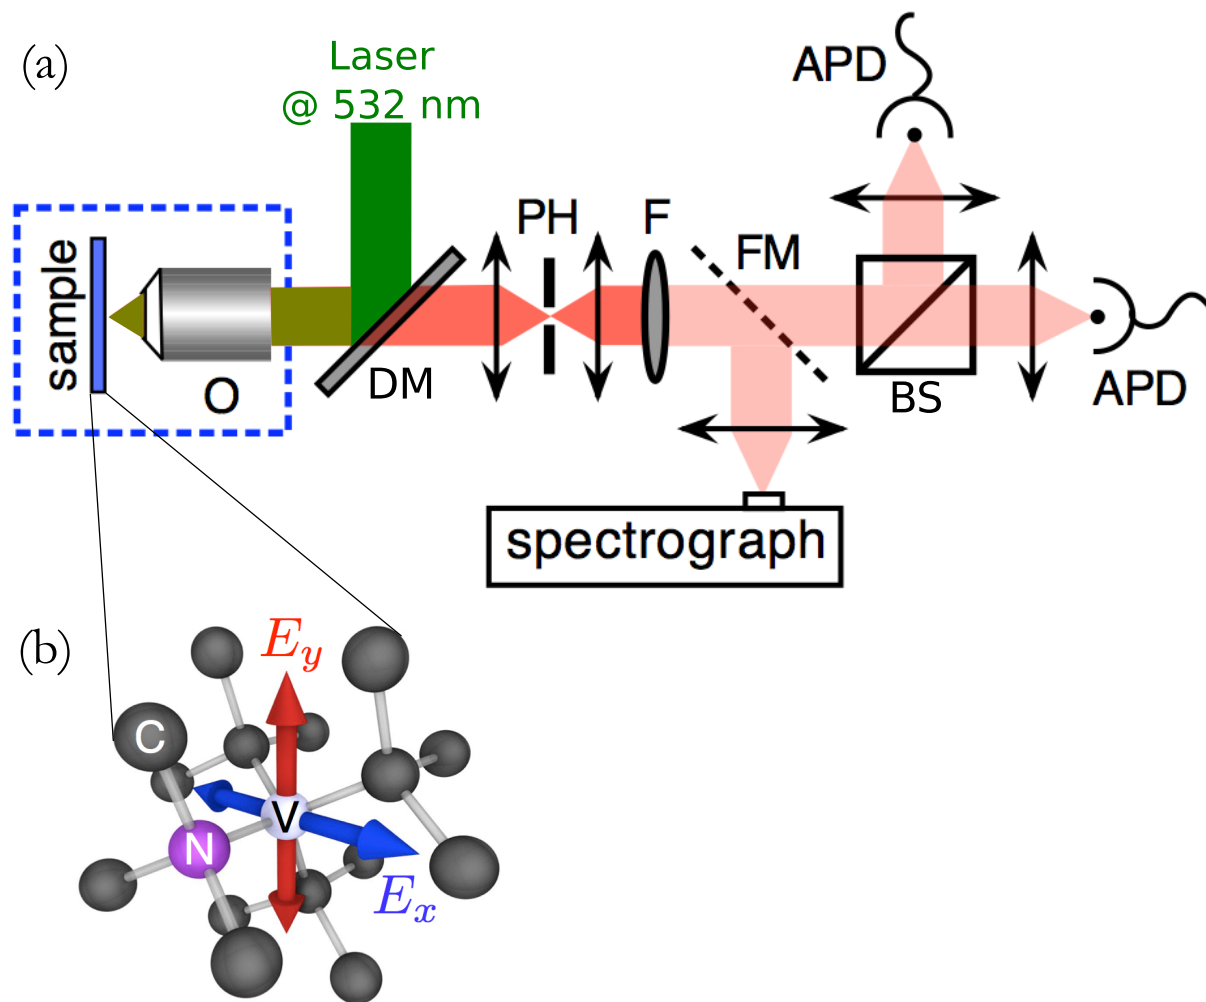 (a)
Laser
@ 532 nm
APD
PH
F
FM
sample
O
DM
BS
APD
spectrograph
(b)
E_y
C
V
N
E_x